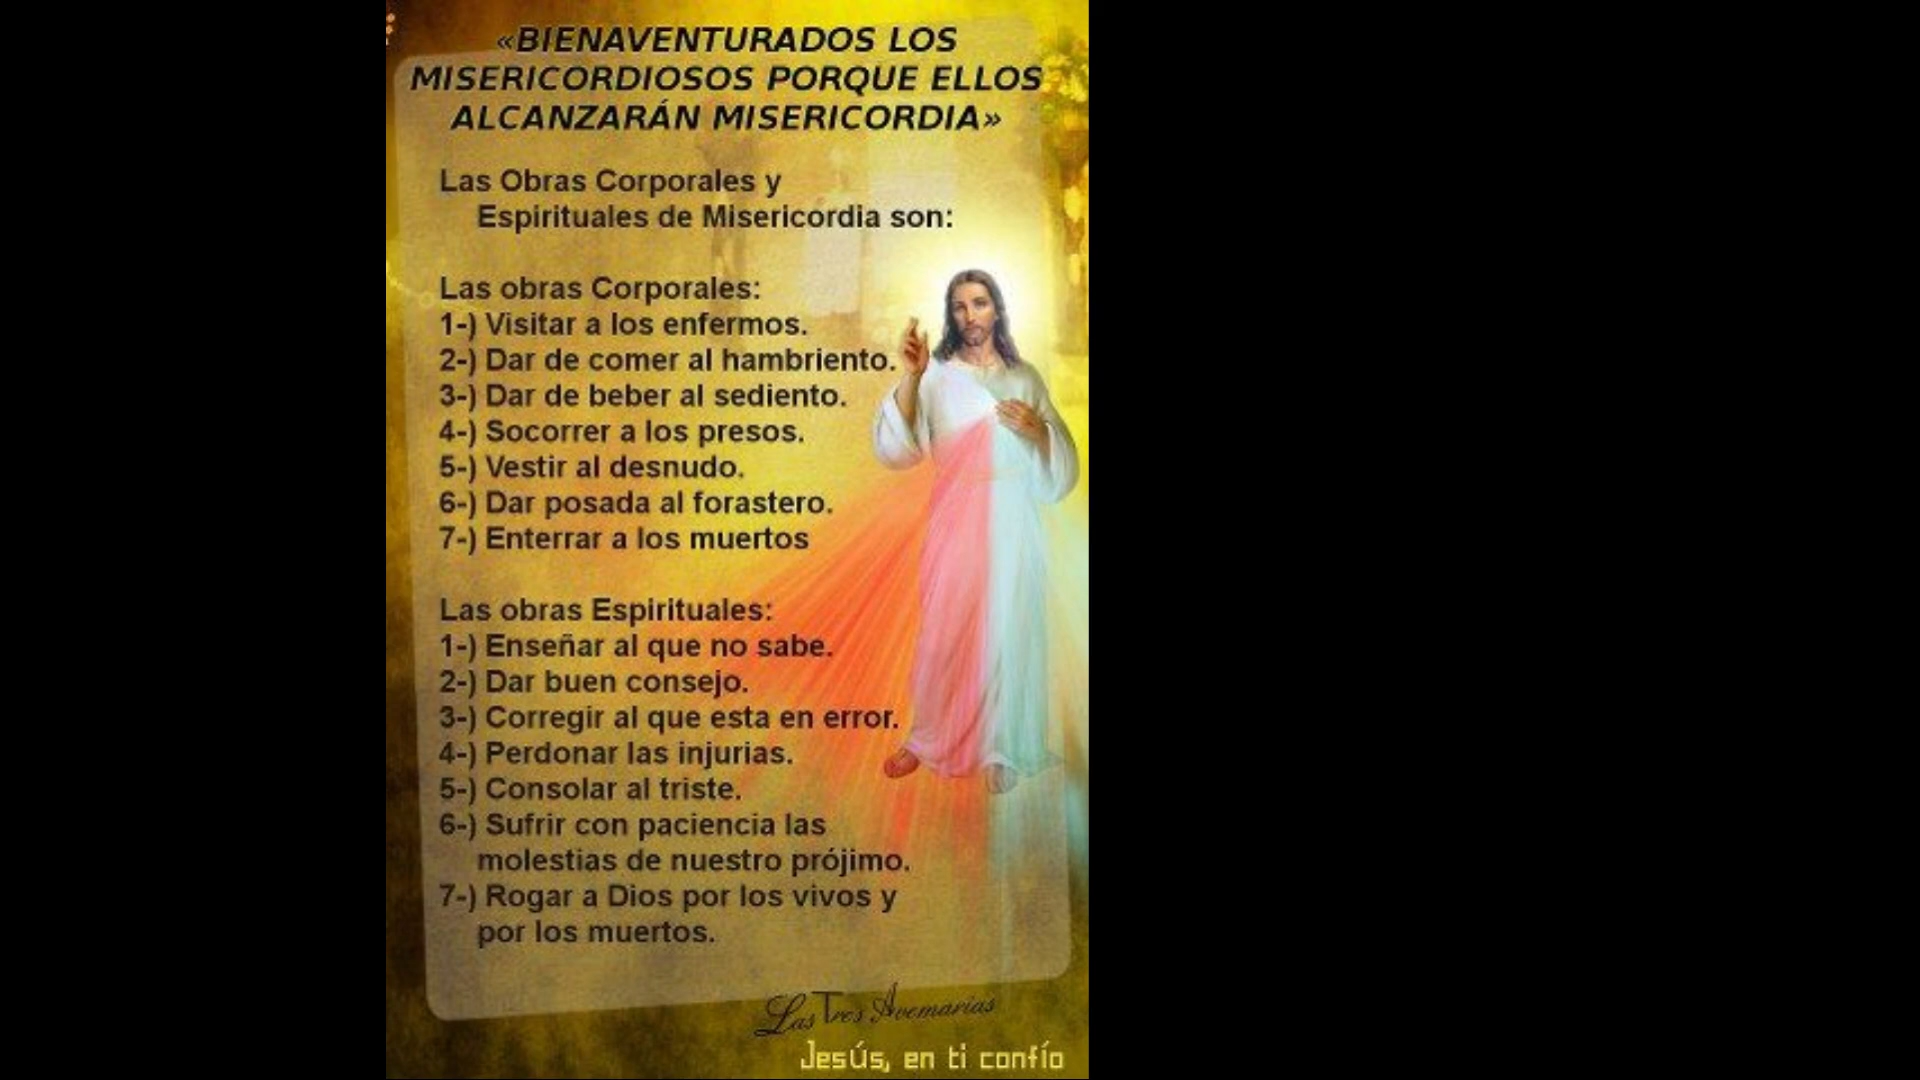 «BIENAVENTURADOS LOS
MISERICORDIOSOS PORQUE ELLOS
ALCANZARÁN MISERICORDIA»
Las Obras Corporales y
Espirituales de Misericordia son:
Las obras Corporales:
1-) Visitar a los enfermos.
2-) Dar de comer al hambriento.
3-) Dar de beber al sediento.
4-) Socorrer a los presos.
5-) Vestir al desnudo.
6-) Dar posada al forastero.
7-) Enterrar a los muertos
Las obras Espirituales:
1-) Enseñar al que no sabe.
2-) Dar buen consejo.
3-) Corregir al que esta en error.
4-) Perdonar las injurias.
5-) Consolar al triste.
6-) Sufrir con paciencia las
molestias de nuestro prójimo.
7-) Rogar a Dios por los vivos y
por los muertos.
Las Tres Avemarias
Jesús, en ti confío